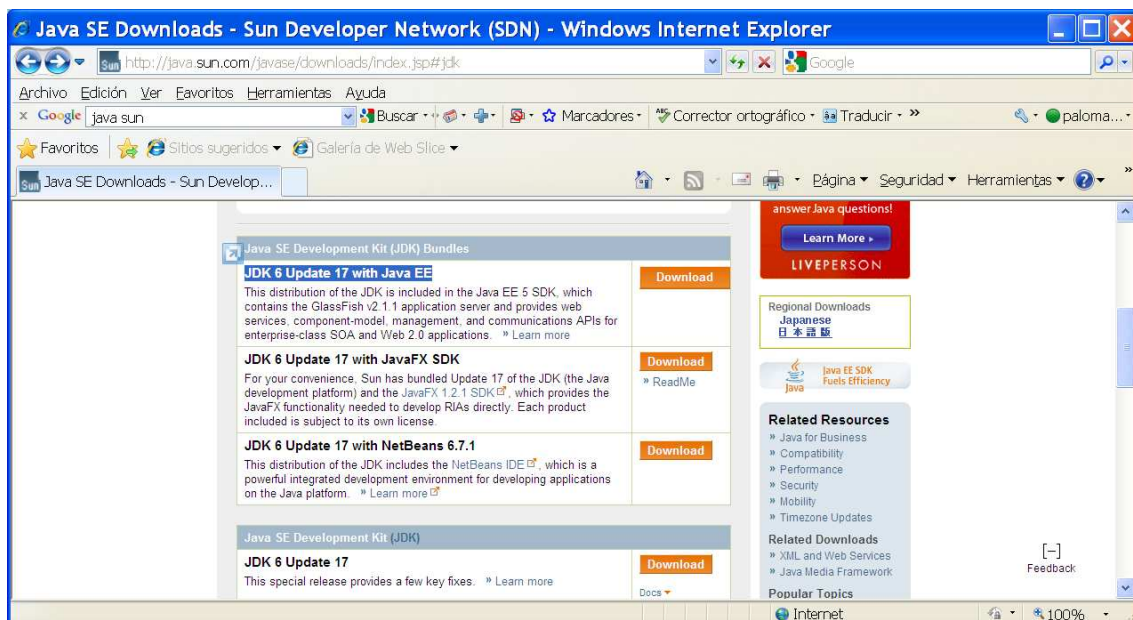 Java SE Downloads - Sun Developer Network (SDN) - Windows Internet Explorer
Sun http://java.sun.com/javase/downloads/index.jsp#jdk
Google
Archivo Edición Ver Favoritos Herramientas Ayuda
x Google java sun Buscar Marcadores ABC Corrector ortográfico Traducir » paloma...
Favoritos Sitios sugeridos Galería de Web Slice
Sun Java SE Downloads - Sun Develop...
Página Seguridad Herramientas »
Java SE Development Kit (JDK) Bundles
JDK 6 Update 17 with Java EE
Download
This distribution of the JDK is included in the Java EE 5 SDK, which
contains the GlassFish v2.1.1 application server and provides web
services, component-model, management, and communications APIs for
enterprise-class SOA and Web 2.0 applications. » Learn more
JDK 6 Update 17 with JavaFX SDK
Download
» ReadMe
For your convenience, Sun has bundled Update 17 of the JDK (the Java
development platform) and the JavaFX 1.2.1 SDK, which provides the
JavaFX functionality needed to develop RIAs directly. Each product
included is subject to its own license.
JDK 6 Update 17 with NetBeans 6.7.1
Download
This distribution of the JDK includes the NetBeans IDE, which is a
powerful integrated development environment for developing applications
on the Java platform. » Learn more
Java SE Development Kit (JDK)
JDK 6 Update 17
Download
This special release provides a few key fixes. » Learn more
Docs
answer Java questions!
Learn More »
LIVEPERSON
Regional Downloads
Japanese
日本語版
Java
Java EE SDK
Fuels Efficiency
Related Resources
» Java for Business
» Compatibility
» Performance
» Security
» Mobility
» Timezone Updates
Related Downloads
» XML and Web Services
» Java Media Framework
Popular Topics
[–]
Feedback
Internet
100%